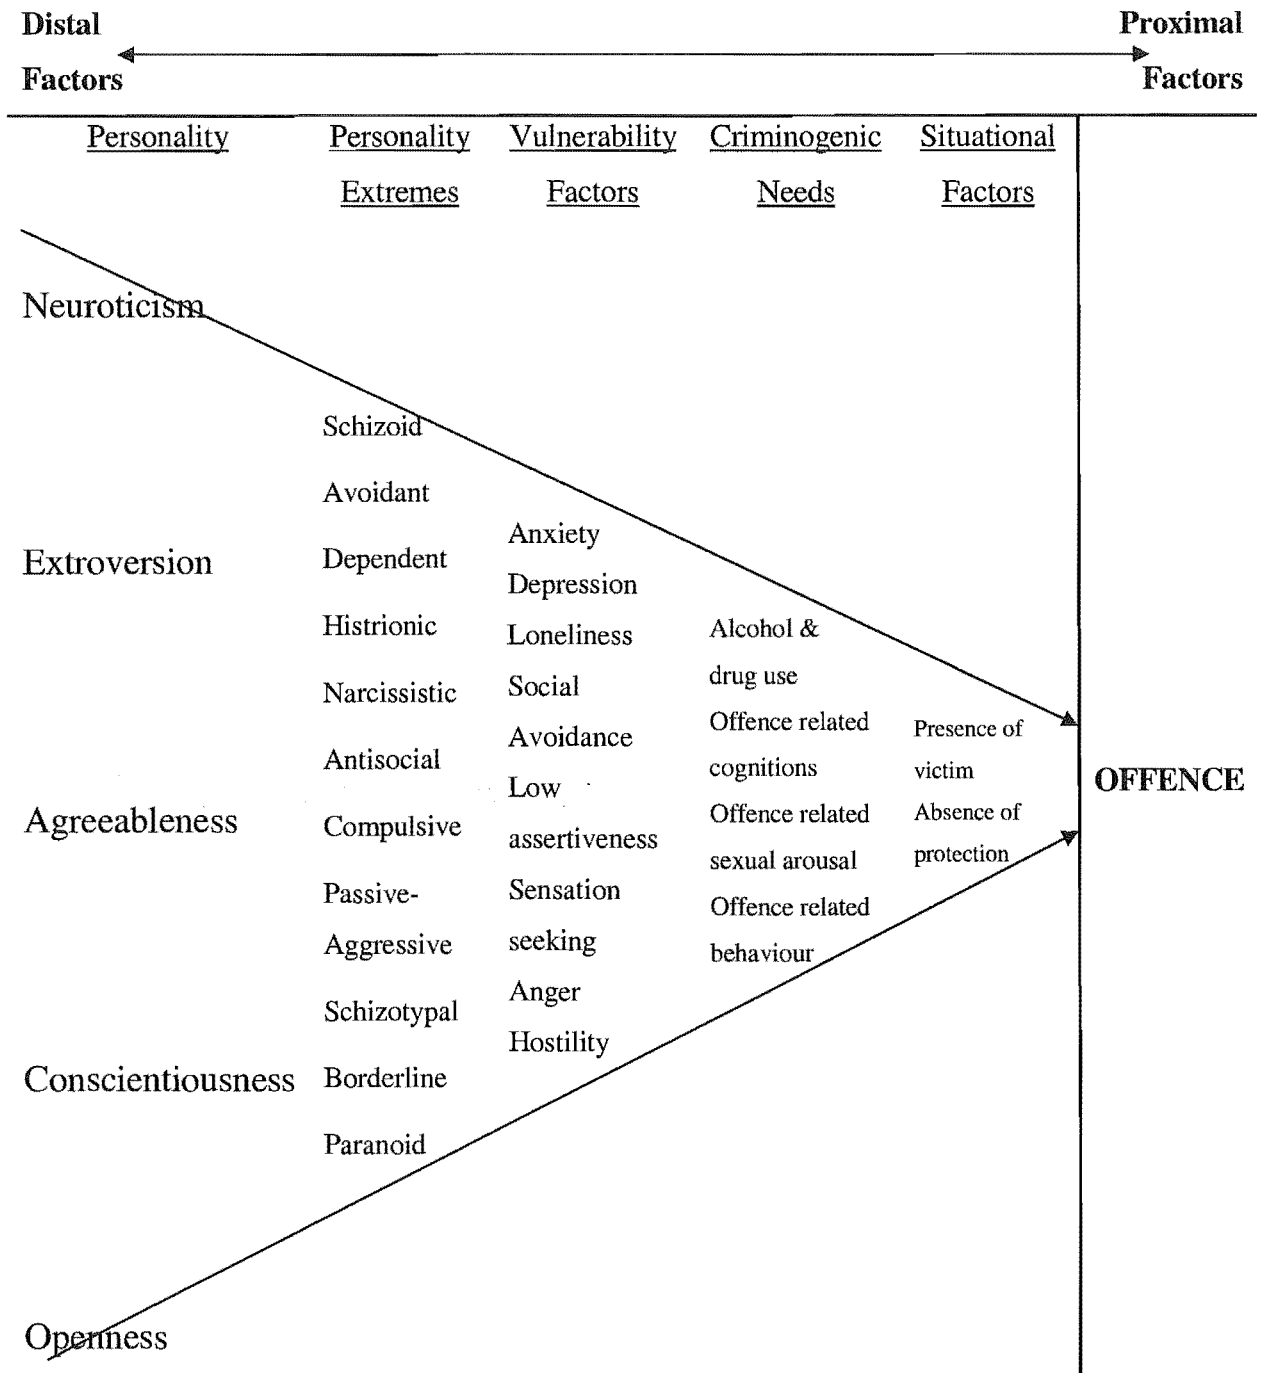 Distal
Factors
Proximal
Factors
Personality
Personality
Extremes
Vulnerability
Factors
Criminogenic
Needs
Situational
Factors
Neuroticism
Extroversion
Agreeableness
Conscientiousness
Openness
Schizoid
Avoidant
Dependent
Histrionic
Narcissistic
Antisocial
Compulsive
Passive-
Aggressive
Schizotypal
Borderline
Paranoid
Anxiety
Depression
Loneliness
Social
Avoidance
Low
assertiveness
Sensation
seeking
Anger
Hostility
Alcohol &
drug use
Offence related
cognitions
Offence related
sexual arousal
Offence related
behaviour
Presence of
victim
Absence of
protection
OFFENCE